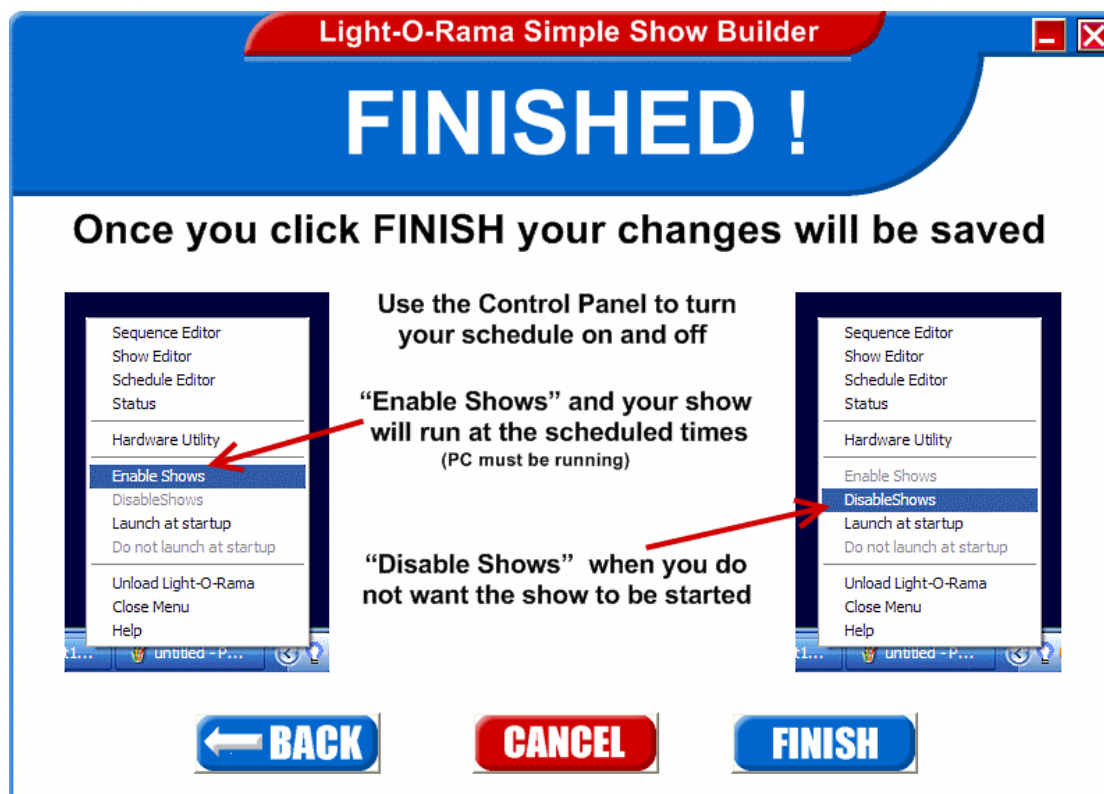 Light-O-Rama Simple Show Builder
FINISHED !
Once you click FINISH your changes will be saved
Sequence Editor
Show Editor
Schedule Editor
Status
Hardware Utility
Enable Shows
DisableShows
Launch at startup
Do not launch at startup
Unload Light-O-Rama
Close Menu
Help
t1...
untitled - P...
Use the Control Panel to turn
your schedule on and off
“Enable Shows” and your show
will run at the scheduled times
(PC must be running)
“Disable Shows” when you do
not want the show to be started
Sequence Editor
Show Editor
Schedule Editor
Status
Hardware Utility
Enable Shows
DisableShows
Launch at startup
Do not launch at startup
Unload Light-O-Rama
Close Menu
Help
t1...
untitled - P...
BACK
CANCEL
FINISH